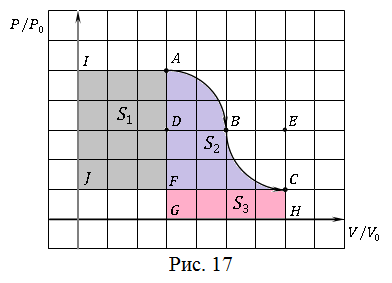 P/P₀
I A
S₁ D B E
S₂
J F C
G S₃ H
V/V₀
Рис. 17